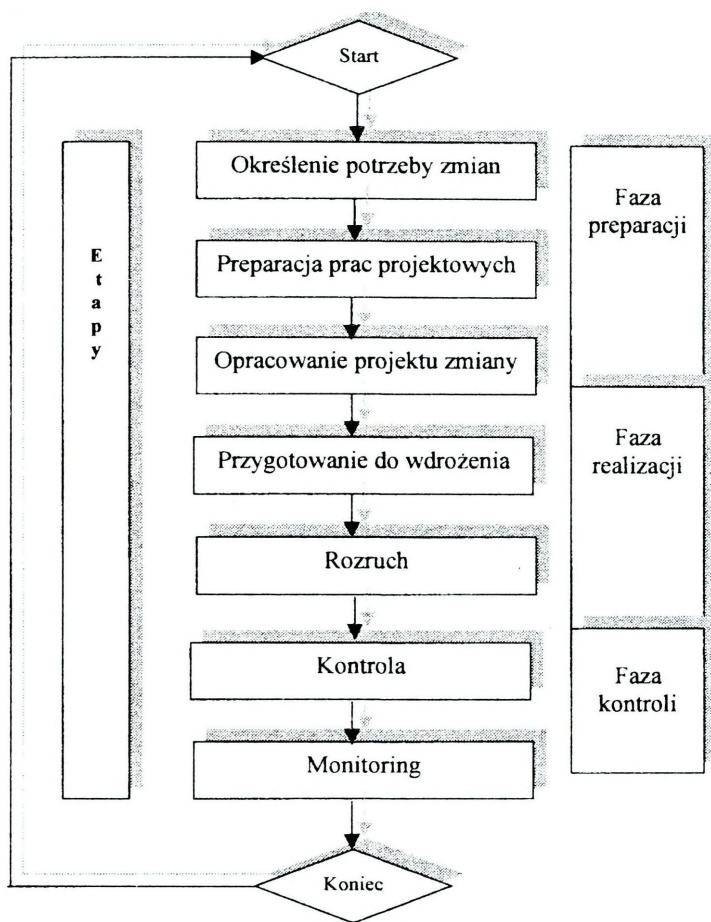 Start
Określenie potrzeby zmian
Preparacja prac projektowych
Opracowanie projektu zmiany
Przygotowanie do wdrożenia
Rozruch
Kontrola
Monitoring
Koniec
Etapy
Faza
preparacji
Faza
realizacji
Faza
kontroli